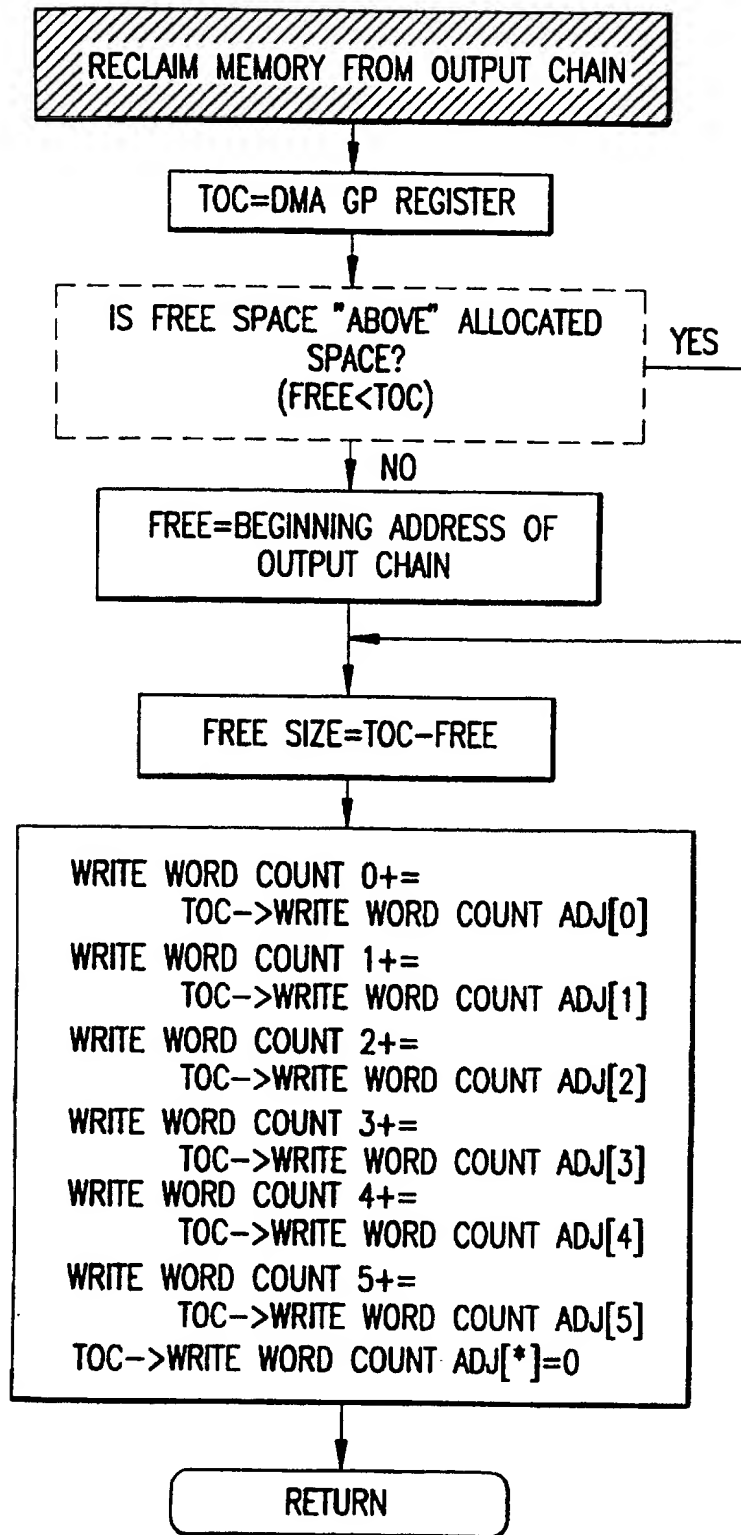 RECLAIM MEMORY FROM OUTPUT CHAIN
TOC=DMA GP REGISTER
IS FREE SPACE "ABOVE" ALLOCATED
SPACE?
(FREE<TOC)
YES
NO
FREE=BEGINNING ADDRESS OF
OUTPUT CHAIN
FREE SIZE=TOC-FREE
WRITE WORD COUNT 0+=
TOC->WRITE WORD COUNT ADJ[0]
WRITE WORD COUNT 1+=
TOC->WRITE WORD COUNT ADJ[1]
WRITE WORD COUNT 2+=
TOC->WRITE WORD COUNT ADJ[2]
WRITE WORD COUNT 3+=
TOC->WRITE WORD COUNT ADJ[3]
WRITE WORD COUNT 4+=
TOC->WRITE WORD COUNT ADJ[4]
WRITE WORD COUNT 5+=
TOC->WRITE WORD COUNT ADJ[5]
TOC->WRITE WORD COUNT ADJ[*]=0
RETURN